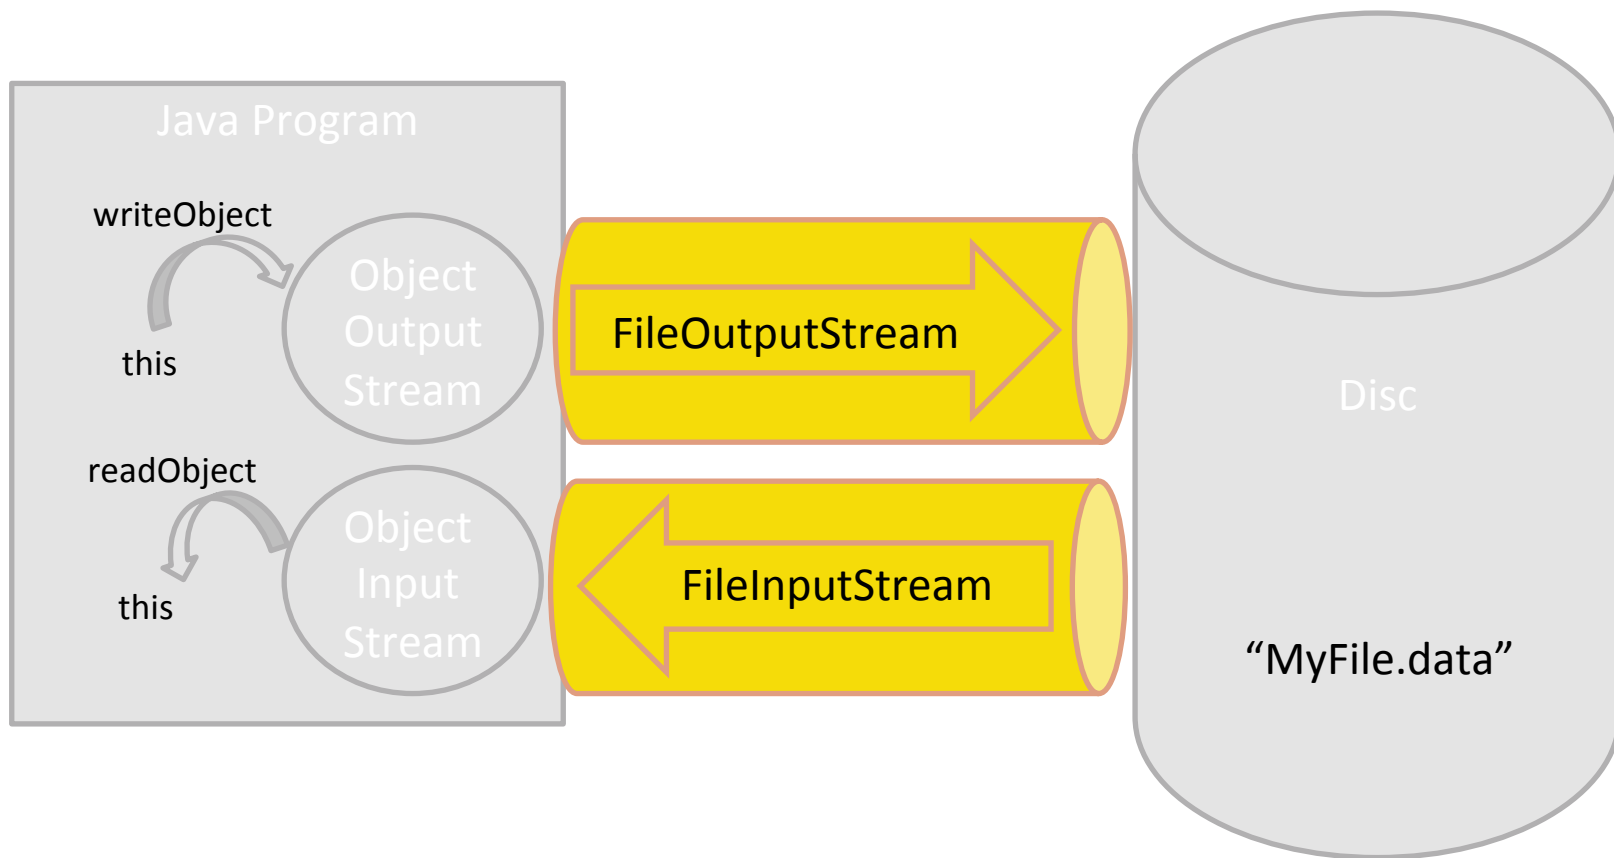 Java Program
writeObject
this
Object
Output
Stream
readObject
this
Object
Input
Stream
FileOutputStream
FileInputStream
Disc
“MyFile.data”